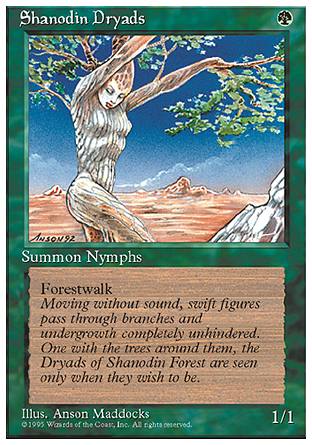 Shanodin Dryads
ANSON 92
Summon Nymphs
Forestwalk
Moving without sound, swift figures
pass through branches and
undergrowth completely unhindered.
One with the trees around them, the
Dryads of Shanodin Forest are seen
only when they wish to be.
Illus. Anson Maddocks
©1995 Wizards of the Coast, Inc. All rights reserved.
1/1